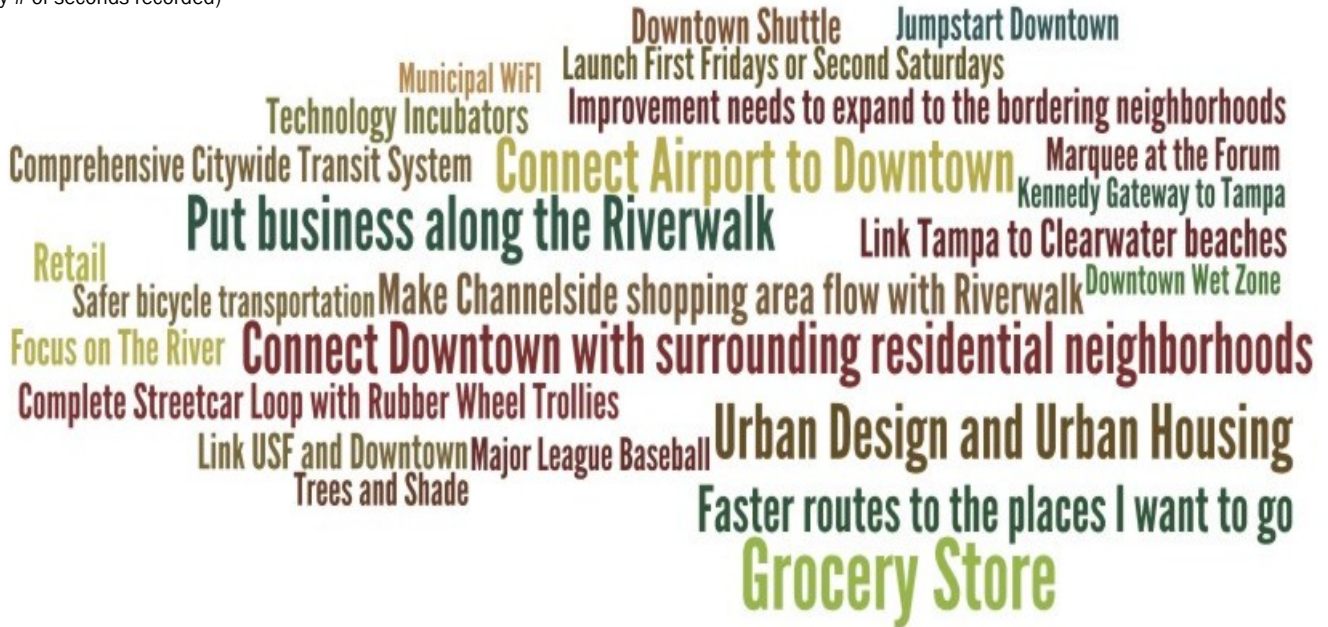 y # of seconds recorded)
Downtown Shuttle
Jumpstart Downtown
Municipal WiFI
Launch First Fridays or Second Saturdays
Technology Incubators
Improvement needs to expand to the bordering neighborhoods
Comprehensive Citywide Transit System
Connect Airport to Downtown
Marquee at the Forum
Kennedy Gateway to Tampa
Put business along the Riverwalk
Link Tampa to Clearwater beaches
Retail
Safer bicycle transportation
Make Channelside shopping area flow with Riverwalk
Downtown Wet Zone
Focus on The River
Connect Downtown with surrounding residential neighborhoods
Complete Streetcar Loop with Rubber Wheel Trollies
Urban Design and Urban Housing
Link USF and Downtown
Major League Baseball
Trees and Shade
Faster routes to the places I want to go
Grocery Store